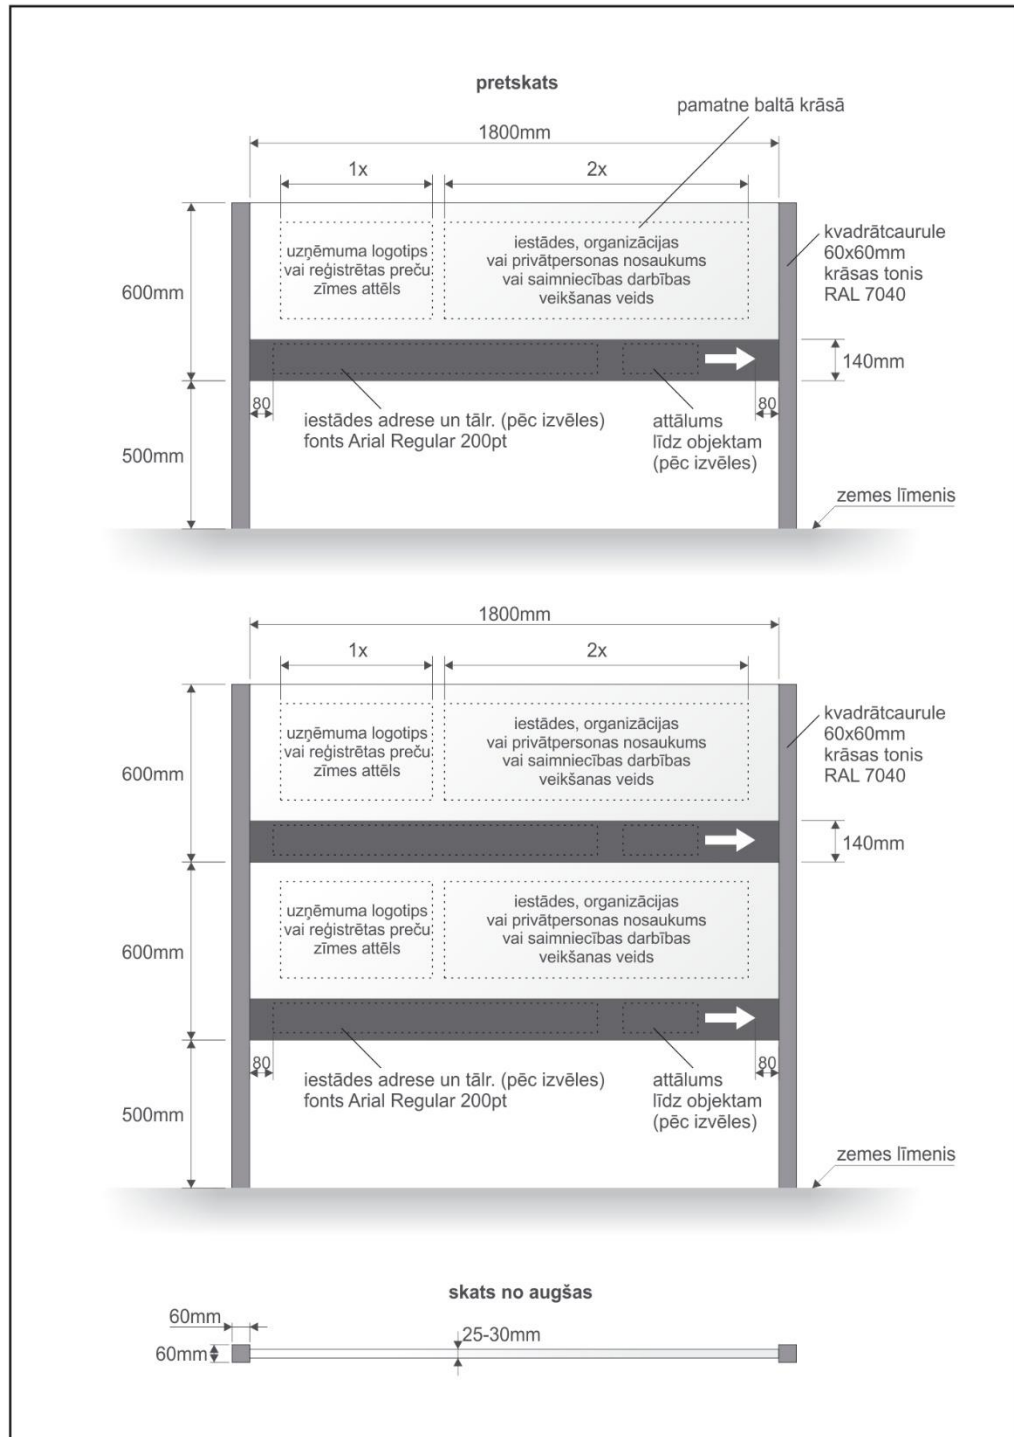 pretskats
pamatne baltā krāsā
1800mm
1x
2x
uzņēmuma logotips
vai reģistrētas preču
zīmes attēls
iestādes, organizācijas
vai privātpersonas nosaukums
vai saimniecības darbības
veikšanas veids
kvadrātcaurule
60x60mm
krāsas tonis
RAL 7040
600mm
140mm
80
80
iestādes adrese un tālr. (pēc izvēles)
fonts Arial Regular 200pt
attālums
līdz objektam
(pēc izvēles)
500mm
zemes līmenis
1800mm
1x
2x
uzņēmuma logotips
vai reģistrētas preču
zīmes attēls
iestādes, organizācijas
vai privātpersonas nosaukums
vai saimniecības darbības
veikšanas veids
kvadrātcaurule
60x60mm
krāsas tonis
RAL 7040
600mm
140mm
uzņēmuma logotips
vai reģistrētas preču
zīmes attēls
iestādes, organizācijas
vai privātpersonas nosaukums
vai saimniecības darbības
veikšanas veids
600mm
80
80
iestādes adrese un tālr. (pēc izvēles)
fonts Arial Regular 200pt
attālums
līdz objektam
(pēc izvēles)
500mm
zemes līmenis
skats no augšas
60mm
25-30mm
60mm